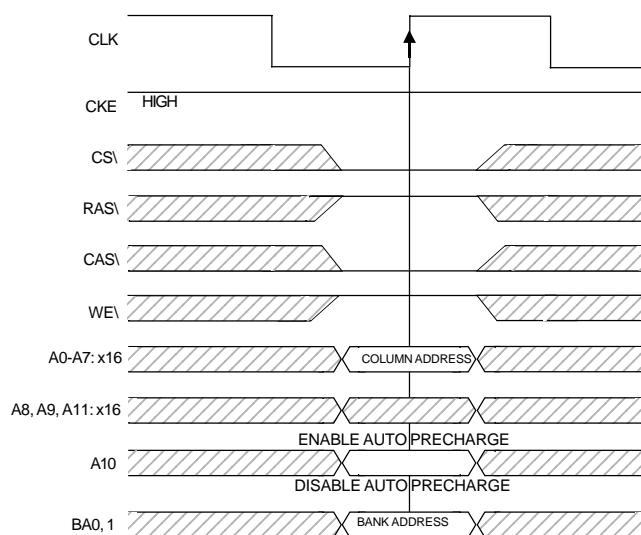 CLK
CKE HIGH
CS\
RAS\
CAS\
WE\
A0-A7: x16 COLUMN ADDRESS
A8, A9, A11: x16
ENABLE AUTO PRECHARGE
A10
DISABLE AUTO PRECHARGE
BA0, 1 BANK ADDRESS